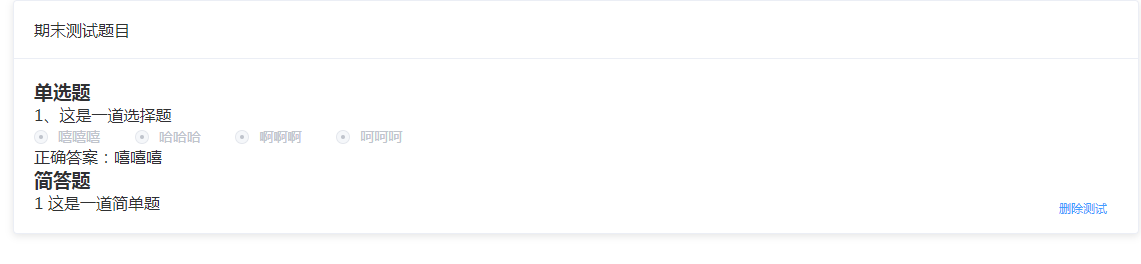 期末测试题目
单选题
1、这是一道选择题
嘻嘻嘻 哈哈哈 啊啊啊 呵呵呵
正确答案：嘻嘻嘻
简答题
1 这是一道简单题
删除测试